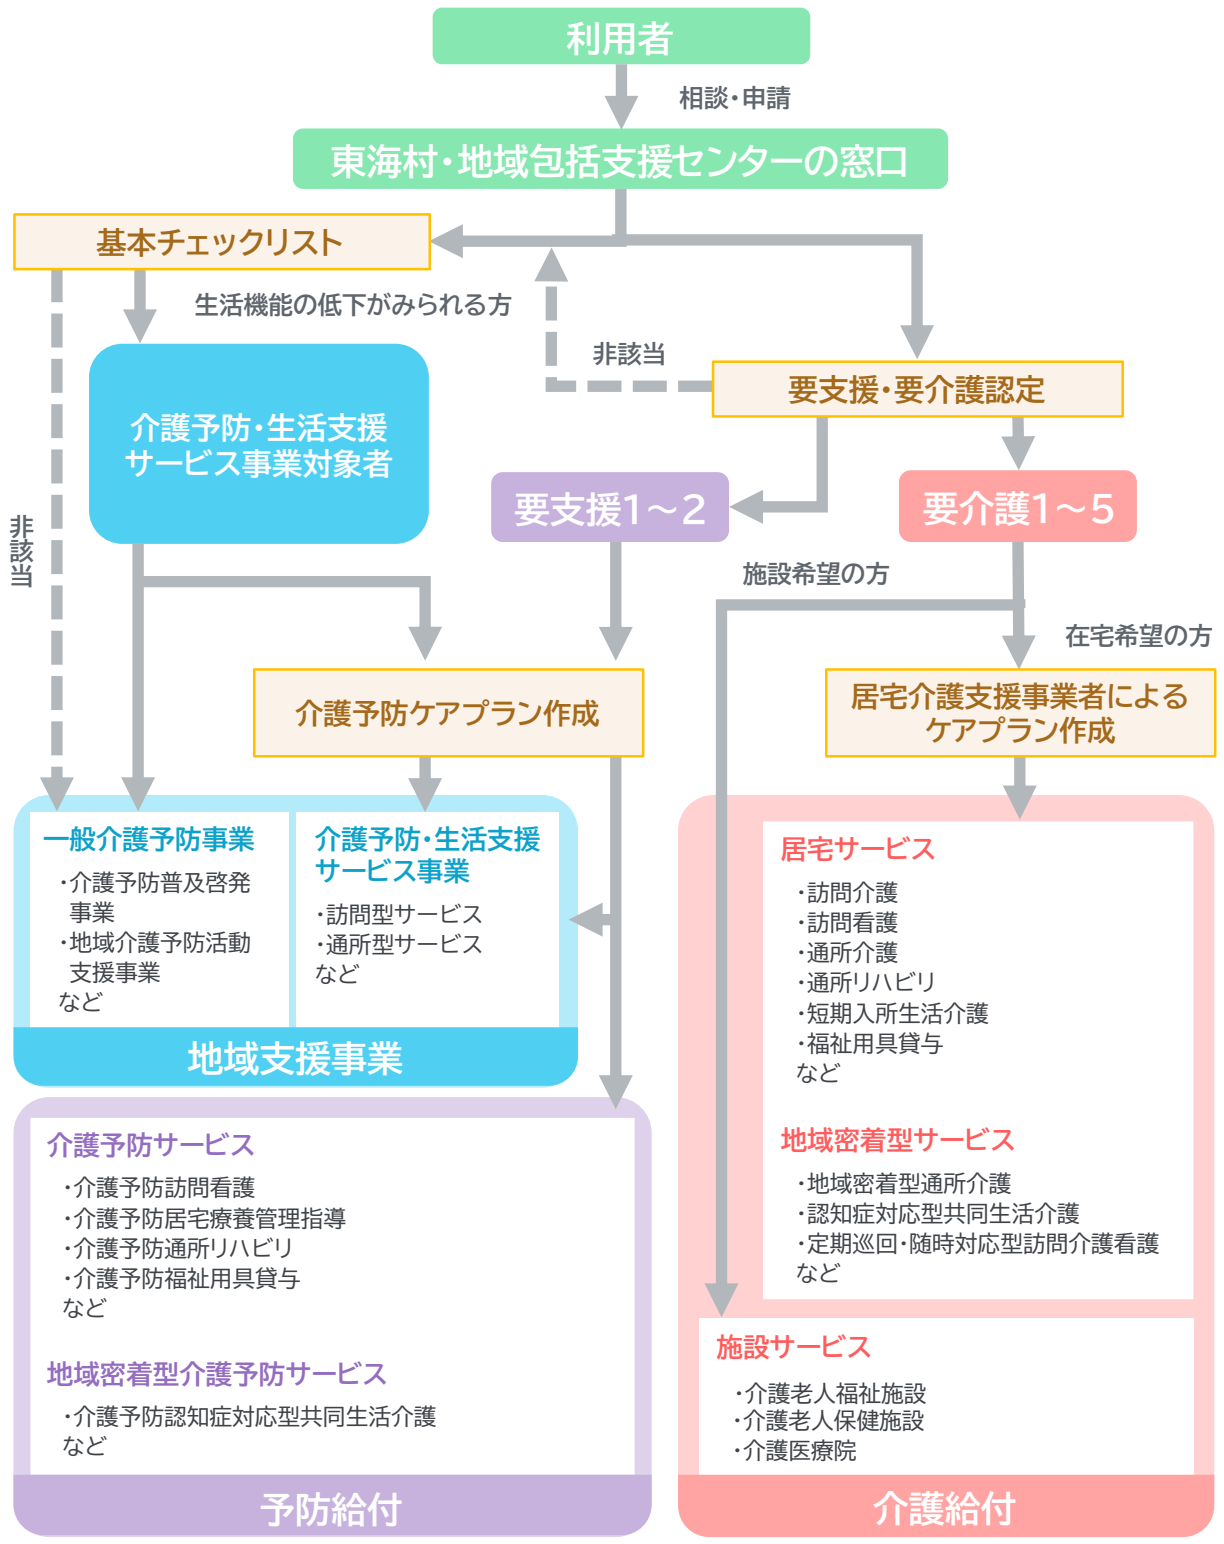 利用者
相談・申請
東海村・地域包括支援センターの窓口
基本チェックリスト
生活機能の低下がみられる方
非該当
要支援・要介護認定
介護予防・生活支援
サービス事業対象者
要支援1～2
要介護1～5
非該当
施設希望の方
在宅希望の方
介護予防ケアプラン作成
居宅介護支援事業者による
ケアプラン作成
一般介護予防事業
・介護予防普及啓発
事業
・地域介護予防活動
支援事業
など
介護予防・生活支援
サービス事業
・訪問型サービス
・通所型サービス
など
地域支援事業
介護予防サービス
・介護予防訪問看護
・介護予防居宅療養管理指導
・介護予防通所リハビリ
・介護予防福祉用具貸与
など
地域密着型介護予防サービス
・介護予防認知症対応型共同生活介護
など
予防給付
居宅サービス
・訪問介護
・訪問看護
・通所介護
・通所リハビリ
・短期入所生活介護
・福祉用具貸与
など
地域密着型サービス
・地域密着型通所介護
・認知症対応型共同生活介護
・定期巡回・随時対応型訪問介護看護
など
施設サービス
・介護老人福祉施設
・介護老人保健施設
・介護医療院
介護給付